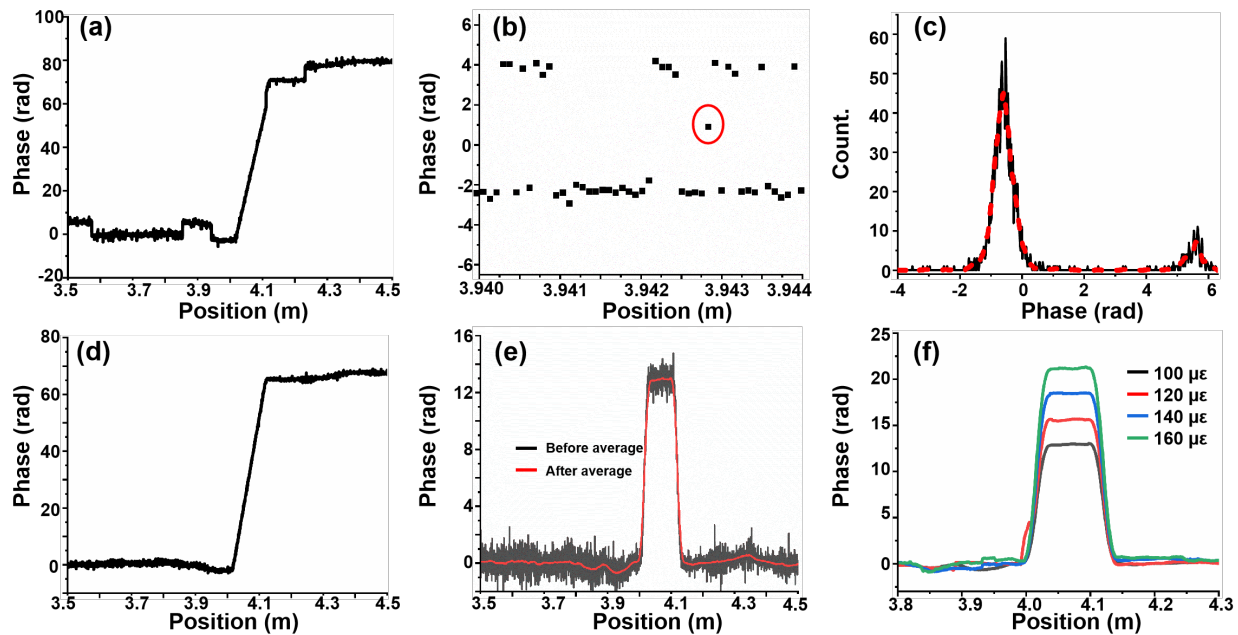 (a)
Phase (rad)
100
80
60
40
20
0
-20
3.5 3.7 3.9 4.1 4.3 4.5
Position (m)
(b)
Phase (rad)
6
4
2
0
-2
-4
-6
3.940 3.941 3.942 3.943 3.944
Position (m)
(c)
Count.
60
50
40
30
20
10
0
-4 -2 0 2 4 6
Phase (rad)
(d)
Phase (rad)
80
60
40
20
0
3.5 3.7 3.9 4.1 4.3 4.5
Position (m)
(e)
Phase (rad)
16
12
8
4
0
Before average
After average
3.5 3.7 3.9 4.1 4.3 4.5
Position (m)
(f)
Phase (rad)
25
20
15
10
5
0
100 με
120 με
140 με
160 με
3.8 3.9 4.0 4.1 4.2 4.3
Position (m)